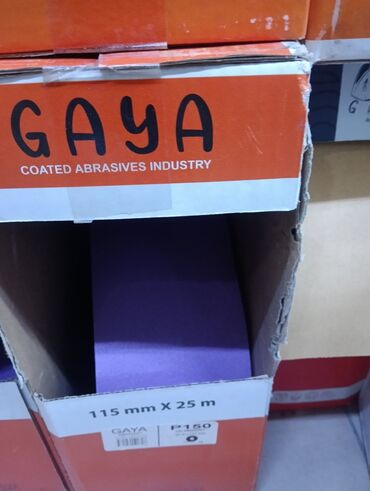 GAYA
COATED ABRASIVES INDUSTRY
115 mm X 25 m
GAYA
P150